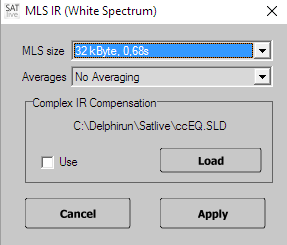 SAT live MLS IR (White Spectrum)
MLS size 32 kByte, 0,68s
Averages No Averaging
Complex IR Compensation
C:\Delphirun\Satlive\ccEQ.SLD
Use Load
Cancel Apply